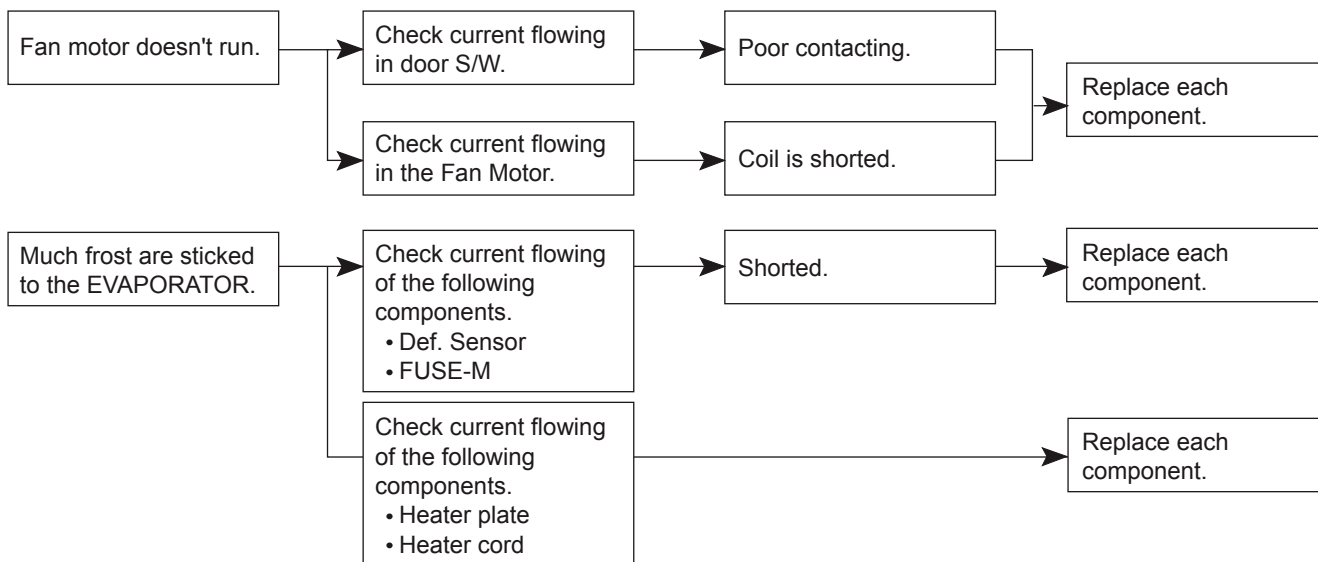 Fan motor doesn't run.
Check current flowing
in door S/W.
Poor contacting.
Replace each
component.
Check current flowing
in the Fan Motor.
Coil is shorted.
Much frost are sticked
to the EVAPORATOR.
Check current flowing
of the following
components.
• Def. Sensor
• FUSE-M
Shorted.
Replace each
component.
Check current flowing
of the following
components.
• Heater plate
• Heater cord
Replace each
component.